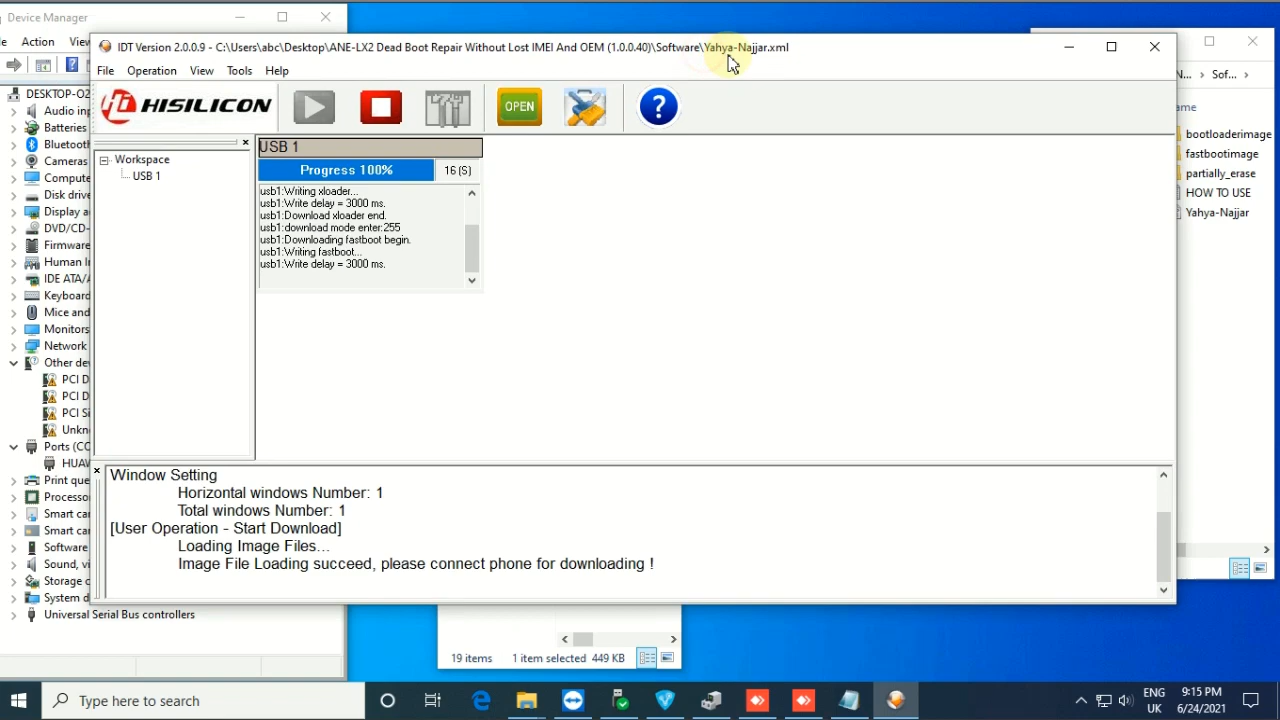 Device Manager
Action
View
DESKTOP-O2
Audio inp
Batteries
Bluetooth
Cameras
Compute
Disk drive
Display a
DVD/CD-
Firmware
Human In
IDE ATA/A
Keyboard
Mice and
Monitors
Network
Other dev
PCI D
PCI D
PCI Si
Unkn
Ports (CO
HUAW
Print que
Processo
Smart car
Smart car
Software
Sound, vi
Storage c
System d
Universal Serial Bus controllers
IDT Version 2.0.0.9 - C:\Users\abc\Desktop\ANE-LX2 Dead Boot Repair Without Lost IMEI And OEM (1.0.0.40)\Software\Yahya-Najjar.xml
File Operation View Tools Help
HISILICON
OPEN
?
Workspace
USB 1
USB 1
Progress 100%
16 (S)
usb1:Writing xloader...
usb1:Write delay = 3000 ms.
usb1:Download xloader end.
usb1:download mode enter:255
usb1:Downloading fastboot begin.
usb1:Writing fastboot...
usb1:Write delay = 3000 ms.
Window Setting
Horizontal windows Number: 1
Total windows Number: 1
[User Operation - Start Download]
Loading Image Files...
Image File Loading succeed, please connect phone for downloading !
N... > Sof... >
ame
bootloaderimage
fastbootimage
partially_erase
HOW TO USE
Yahya-Najjar
19 items
1 item selected 449 KB
Type here to search
ENG
UK
9:15 PM
6/24/2021